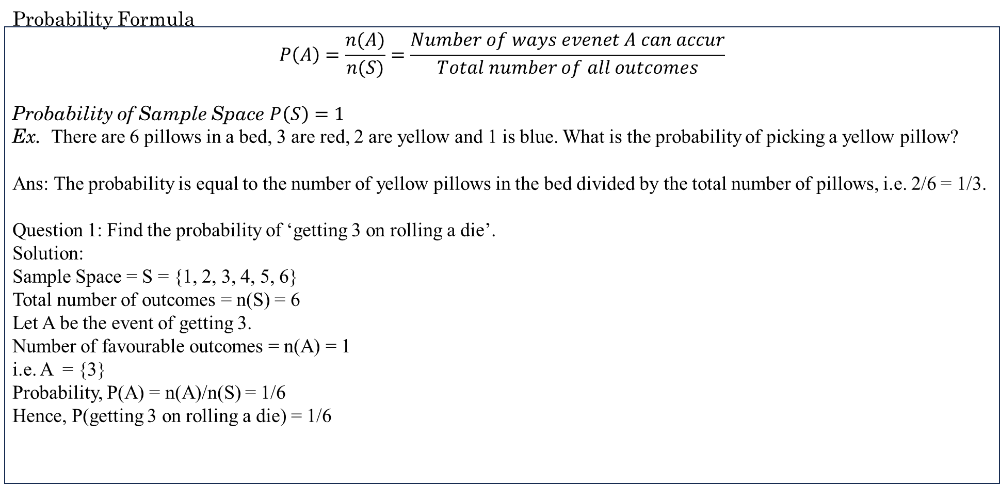 Probability Formula
P(A) = n(A)/n(S) = Number of ways evenet A can accur/Total number of all outcomes
Probability of Sample Space P(S) = 1
Ex. There are 6 pillows in a bed, 3 are red, 2 are yellow and 1 is blue. What is the probability of picking a yellow pillow?
Ans: The probability is equal to the number of yellow pillows in the bed divided by the total number of pillows, i.e. 2/6 = 1/3.
Question 1: Find the probability of ‘getting 3 on rolling a die’.
Solution:
Sample Space = S = {1, 2, 3, 4, 5, 6}
Total number of outcomes = n(S) = 6
Let A be the event of getting 3.
Number of favourable outcomes = n(A) = 1
i.e. A = {3}
Probability, P(A) = n(A)/n(S) = 1/6
Hence, P(getting 3 on rolling a die) = 1/6